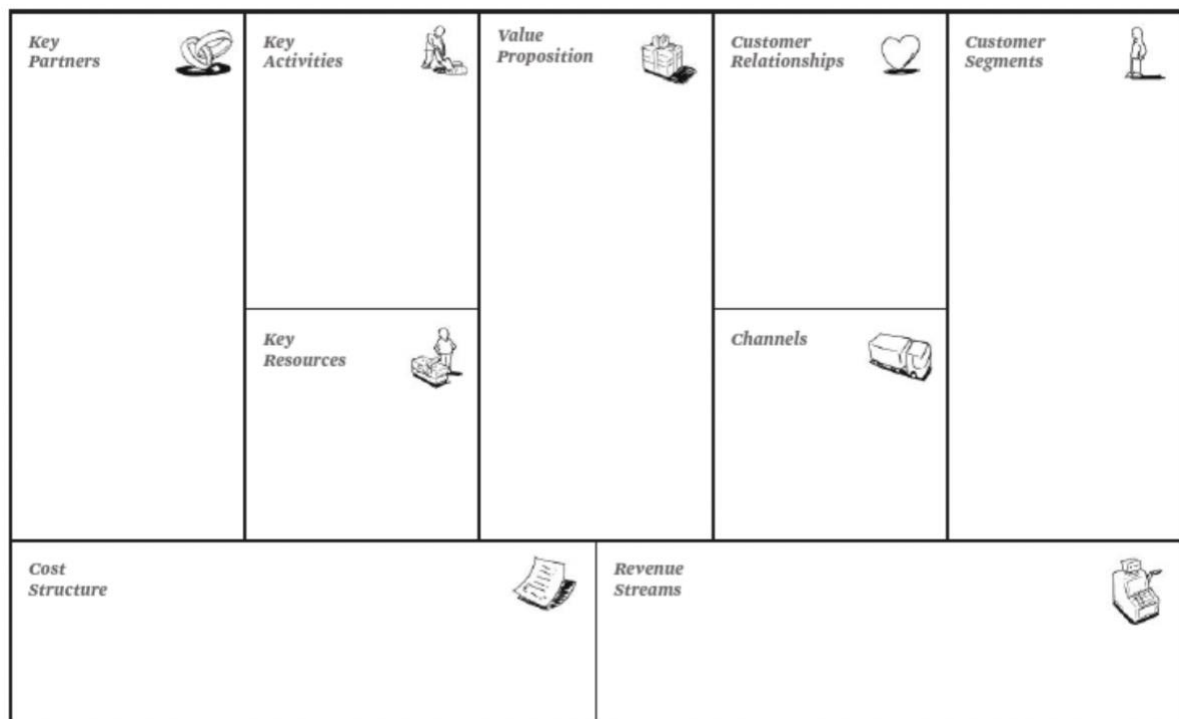 Key
Partners
Key
Activities
Value
Proposition
Customer
Relationships
Customer
Segments
Key
Resources
Channels
Cost
Structure
Revenue
Streams